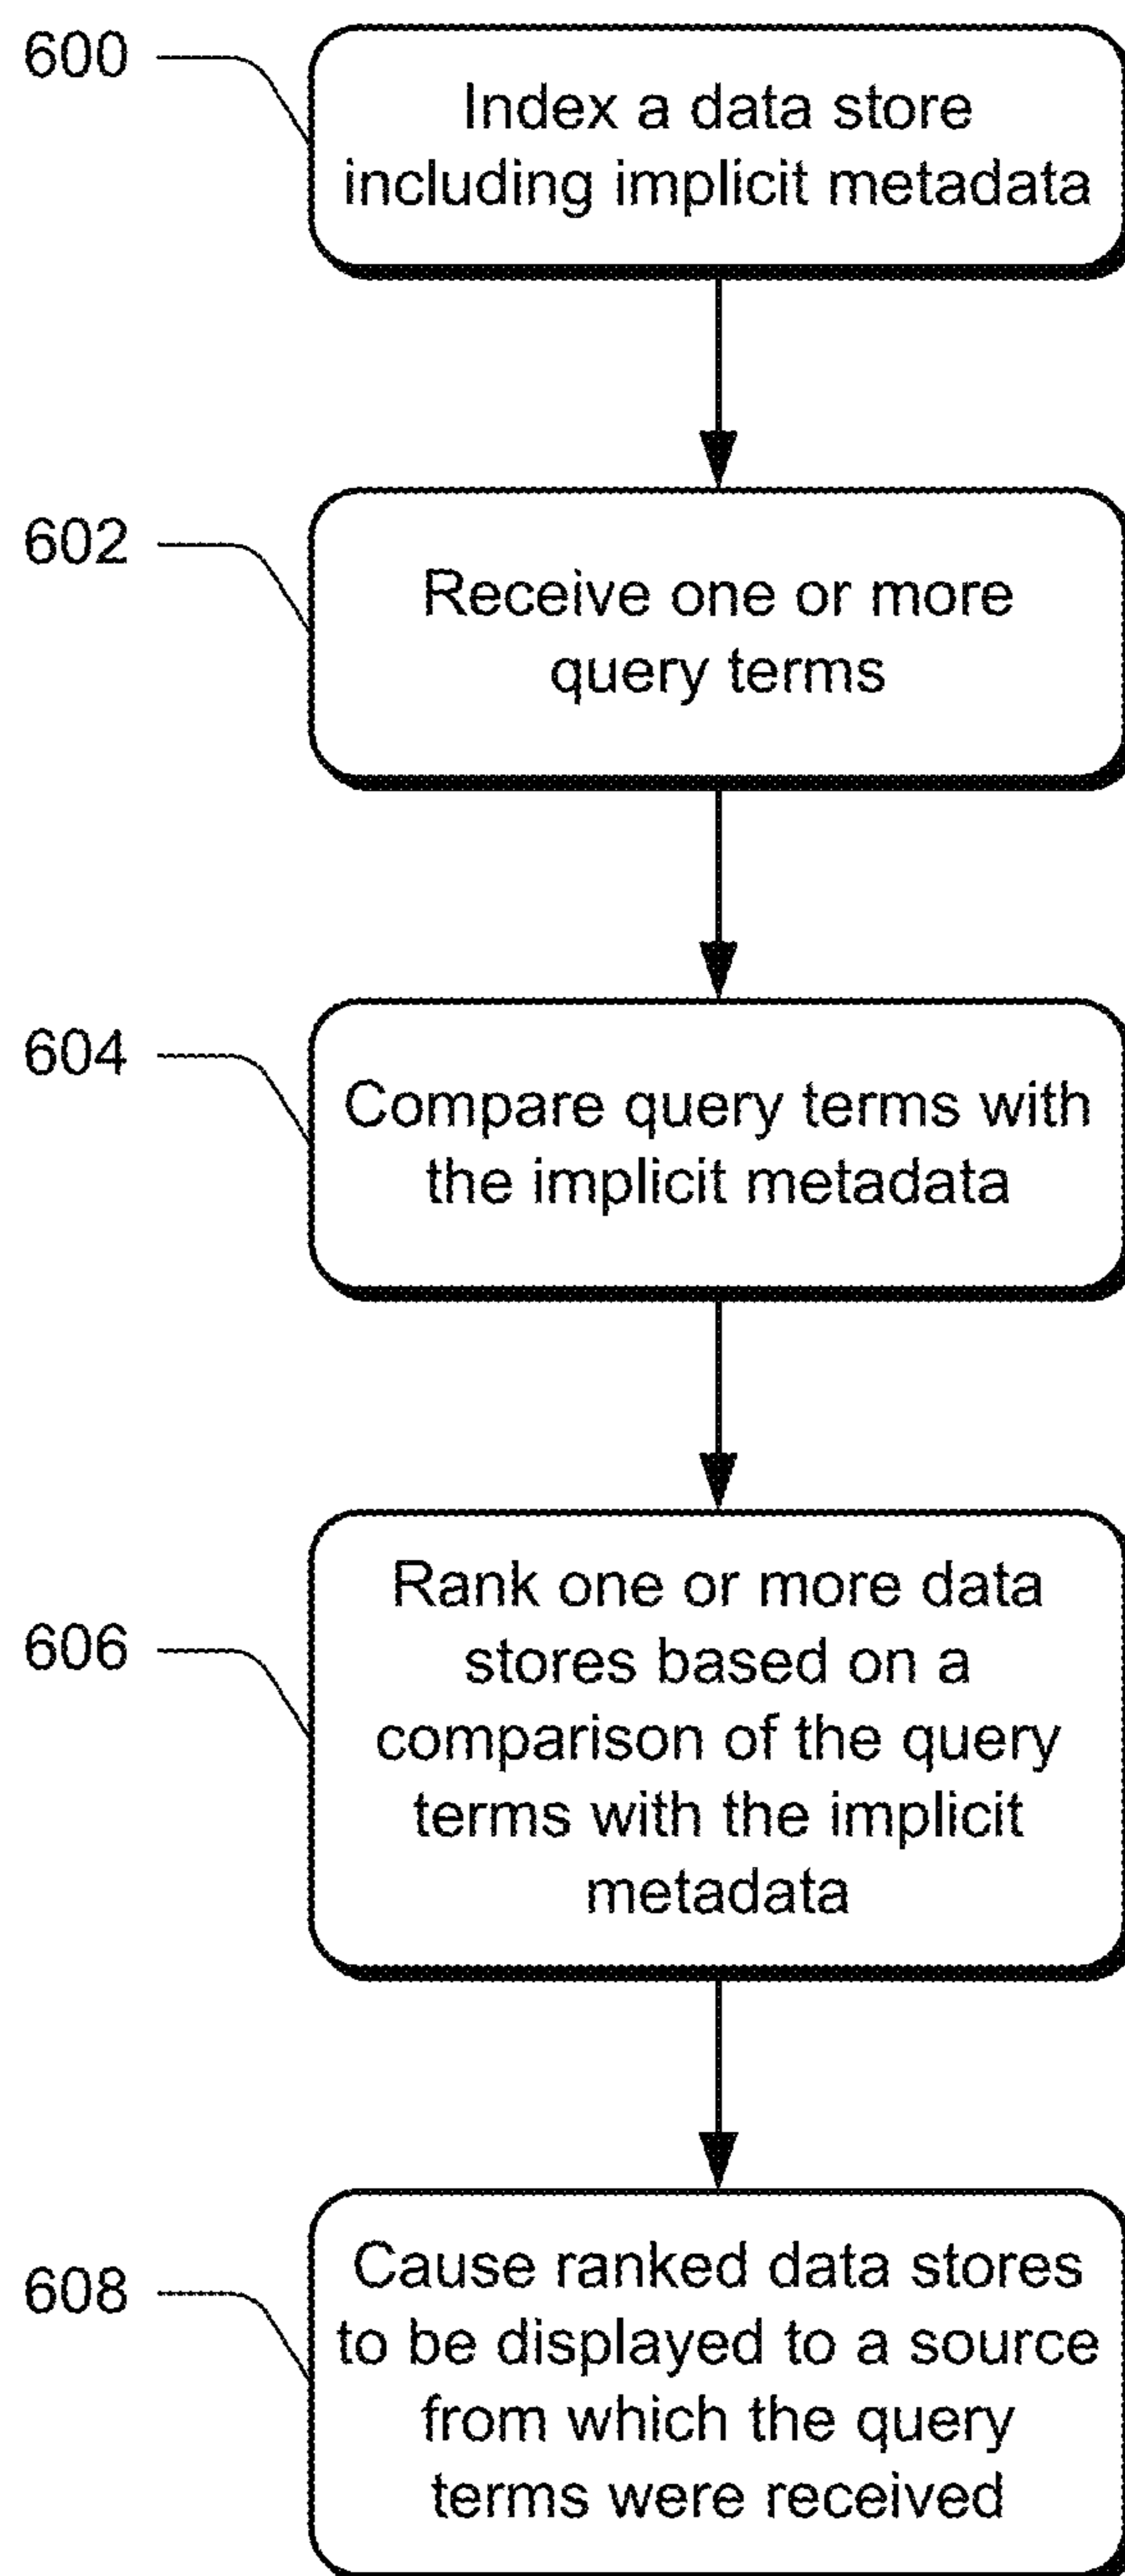 600
Index a data store
including implicit metadata
602
Receive one or more
query terms
604
Compare query terms with
the implicit metadata
606
Rank one or more data
stores based on a
comparison of the query
terms with the implicit
metadata
608
Cause ranked data stores
to be displayed to a source
from which the query
terms were received